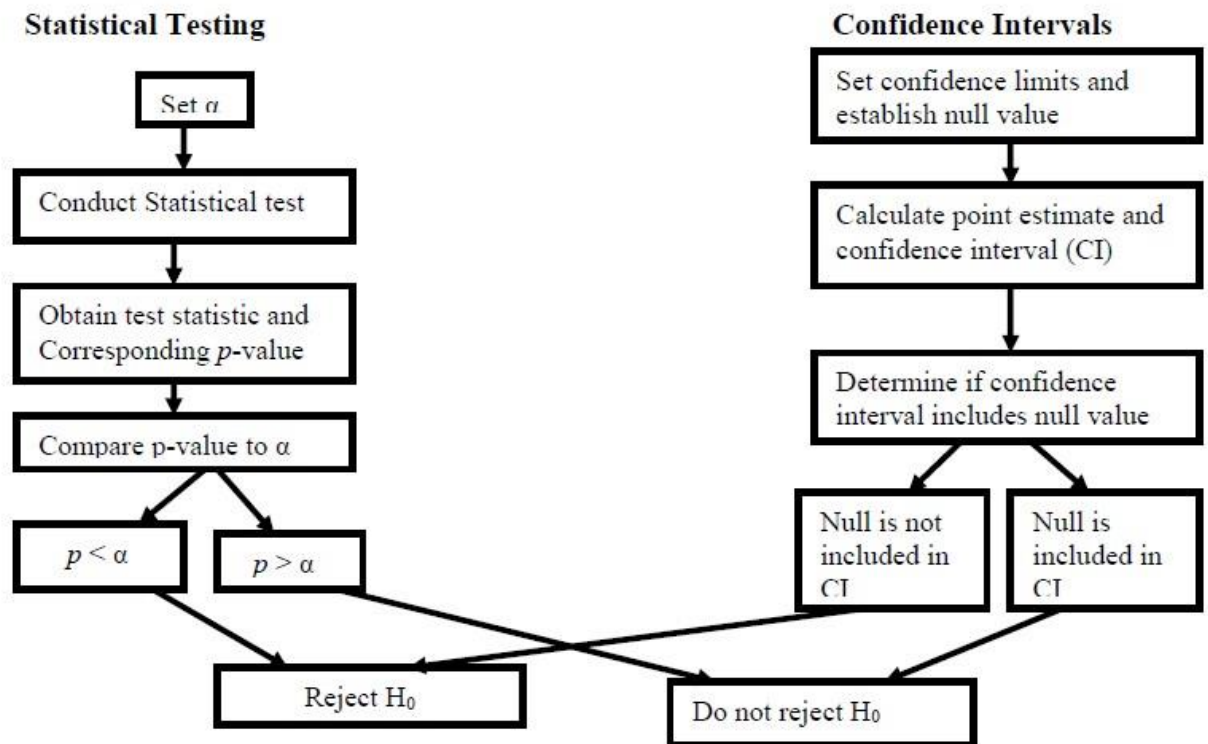 Statistical Testing
Set α
Conduct Statistical test
Obtain test statistic and
Corresponding p-value
Compare p-value to α
p < α
p > α
Confidence Intervals
Set confidence limits and
establish null value
Calculate point estimate and
confidence interval (CI)
Determine if confidence
interval includes null value
Null is not
included in
CI
Null is
included in
CI
Reject H₀
Do not reject H₀